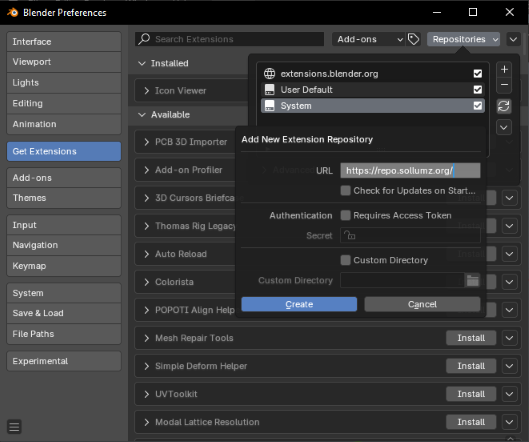 Blender Preferences
Interface
Viewport
Lights
Editing
Animation
Get Extensions
Add-ons
Themes
Input
Navigation
Keymap
System
Save & Load
File Paths
Experimental
Search Extensions
Add-ons
Repositories
Installed
Icon Viewer
Available
PCB 3D Importer
Add-on Profiler
3D Cursors Briefcas
Thomas Rig Legacy
Auto Reload
Colorista
POPOTI Align Help
Mesh Repair Tools
Install
Simple Deform Helper
Install
UVToolkit
Install
Modal Lattice Resolution
Install
extensions.blender.org
User Default
System
Add New Extension Repository
URL
https://repo.sollumz.org/
Check for Updates on Start...
Authentication
Requires Access Token
Secret
Custom Directory
Custom Directory
Create
Cancel